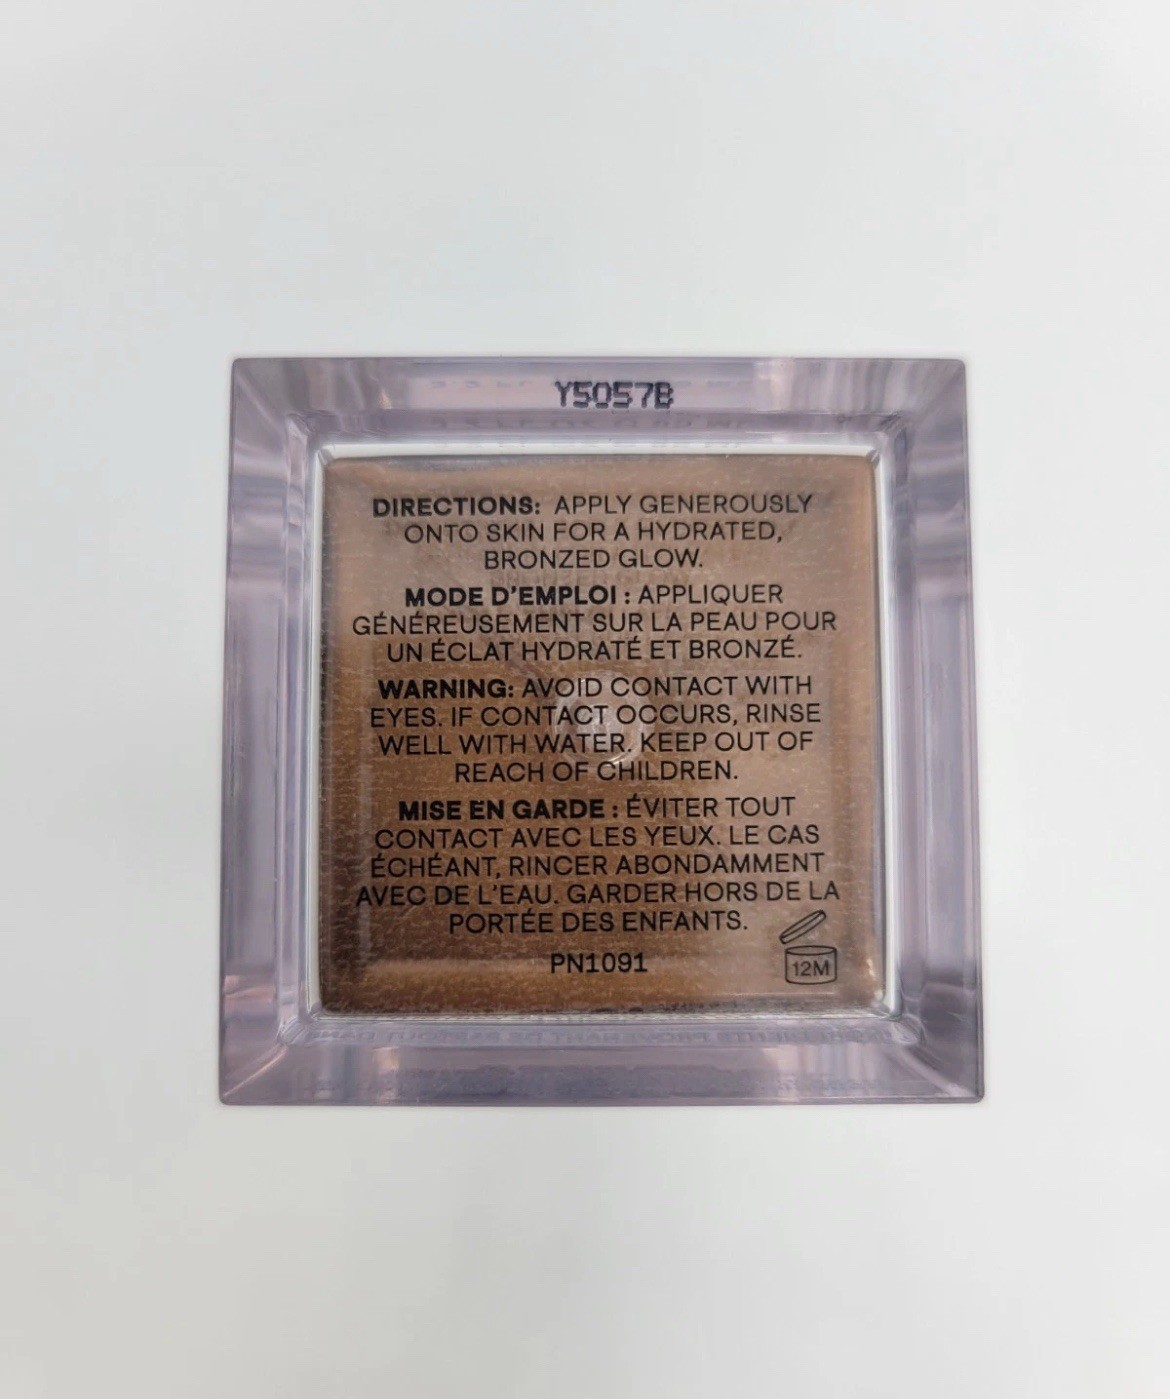 Y5057B
DIRECTIONS: APPLY GENEROUSLY
ONTO SKIN FOR A HYDRATED,
BRONZED GLOW.
MODE D'EMPLOI : APPLIQUER
GÉNÉREUSEMENT SUR LA PEAU POUR
UN ÉCLAT HYDRATÉ ET BRONZÉ.
WARNING: AVOID CONTACT WITH
EYES. IF CONTACT OCCURS, RINSE
WELL WITH WATER. KEEP OUT OF
REACH OF CHILDREN.
MISE EN GARDE : ÉVITER TOUT
CONTACT AVEC LES YEUX. LE CAS
ÉCHÉANT, RINCER ABONDAMMENT
AVEC DE L'EAU. GARDER HORS DE LA
PORTÉE DES ENFANTS.
PN1091
12M